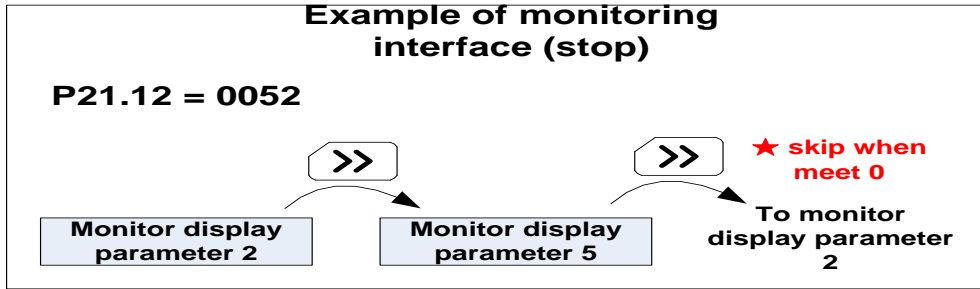 Example of monitoring
interface (stop)
P21.12 = 0052
>>
>>
★ skip when
meet 0
Monitor display
parameter 2
Monitor display
parameter 5
To monitor
display parameter
2